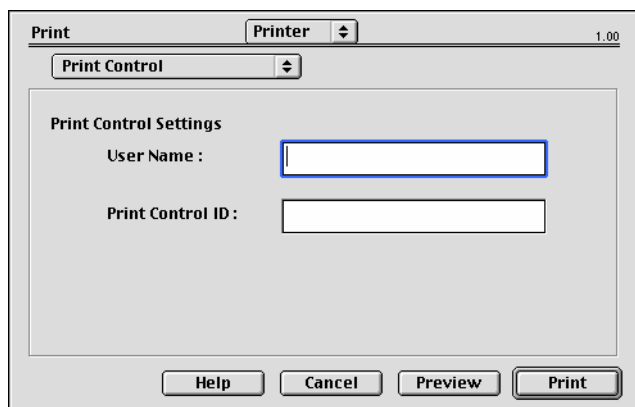 Print Printer 1.00
Print Control
Print Control Settings
User Name :
Print Control ID :
Help Cancel Preview Print